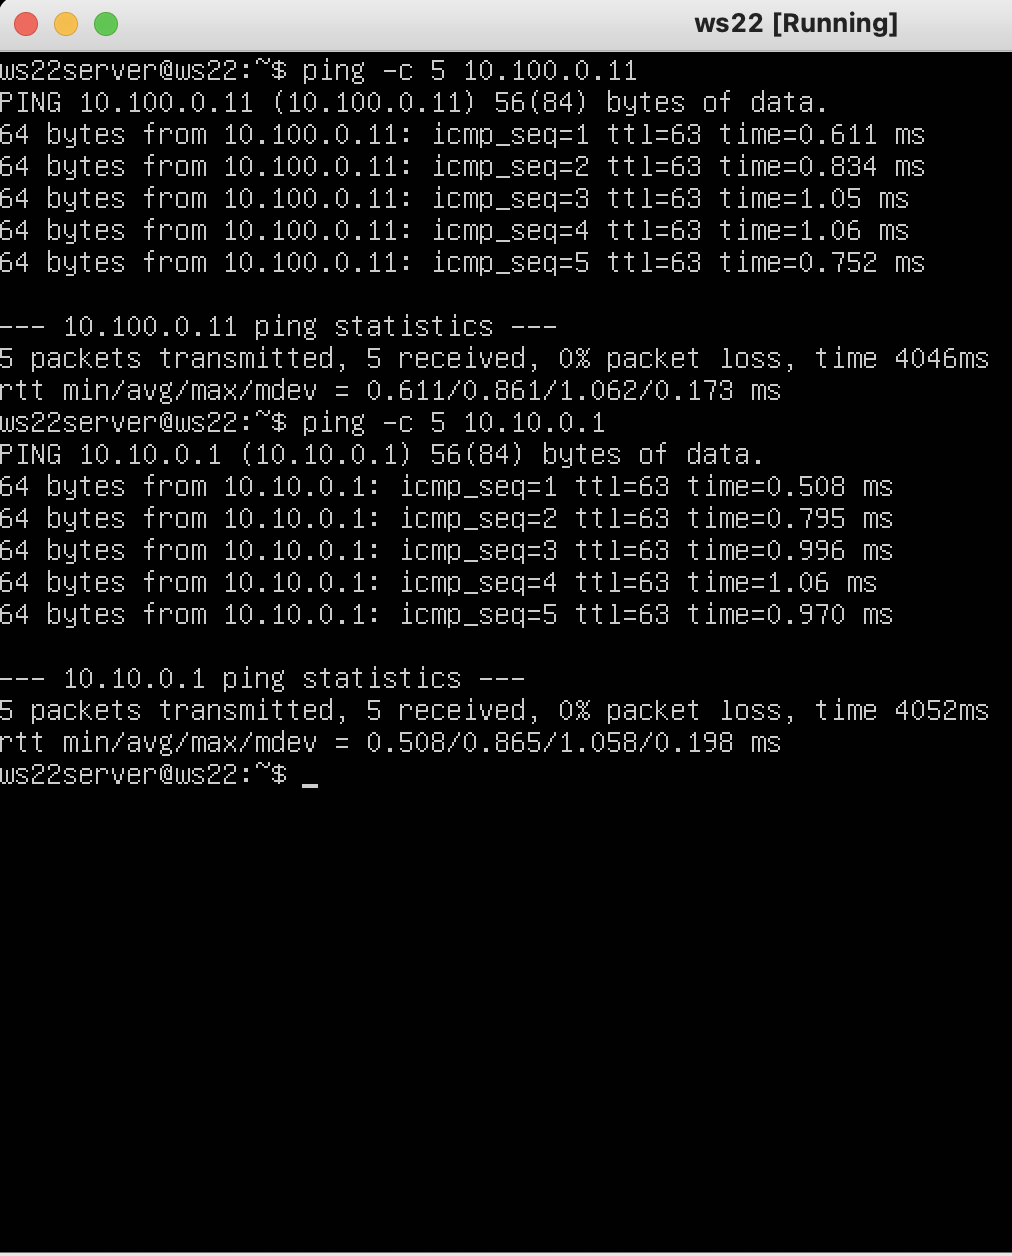 ws22 [Running]
ws22server@ws22:~$ ping -c 5 10.100.0.11
PING 10.100.0.11 (10.100.0.11) 56(84) bytes of data.
64 bytes from 10.100.0.11: icmp_seq=1 ttl=63 time=0.611 ms
64 bytes from 10.100.0.11: icmp_seq=2 ttl=63 time=0.834 ms
64 bytes from 10.100.0.11: icmp_seq=3 ttl=63 time=1.05 ms
64 bytes from 10.100.0.11: icmp_seq=4 ttl=63 time=1.06 ms
64 bytes from 10.100.0.11: icmp_seq=5 ttl=63 time=0.752 ms
--- 10.100.0.11 ping statistics ---
5 packets transmitted, 5 received, 0% packet loss, time 4046ms
rtt min/avg/max/mdev = 0.611/0.861/1.062/0.173 ms
ws22server@ws22:~$ ping -c 5 10.10.0.1
PING 10.10.0.1 (10.10.0.1) 56(84) bytes of data.
64 bytes from 10.10.0.1: icmp_seq=1 ttl=63 time=0.508 ms
64 bytes from 10.10.0.1: icmp_seq=2 ttl=63 time=0.795 ms
64 bytes from 10.10.0.1: icmp_seq=3 ttl=63 time=0.996 ms
64 bytes from 10.10.0.1: icmp_seq=4 ttl=63 time=1.06 ms
64 bytes from 10.10.0.1: icmp_seq=5 ttl=63 time=0.970 ms
--- 10.10.0.1 ping statistics ---
5 packets transmitted, 5 received, 0% packet loss, time 4052ms
rtt min/avg/max/mdev = 0.508/0.865/1.058/0.198 ms
ws22server@ws22:~$ _